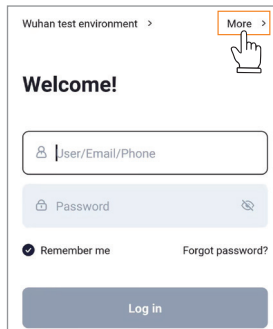 Wuhan test environment >
More >
Welcome!
User/Email/Phone
Password
Remember me
Forgot password?
Log in